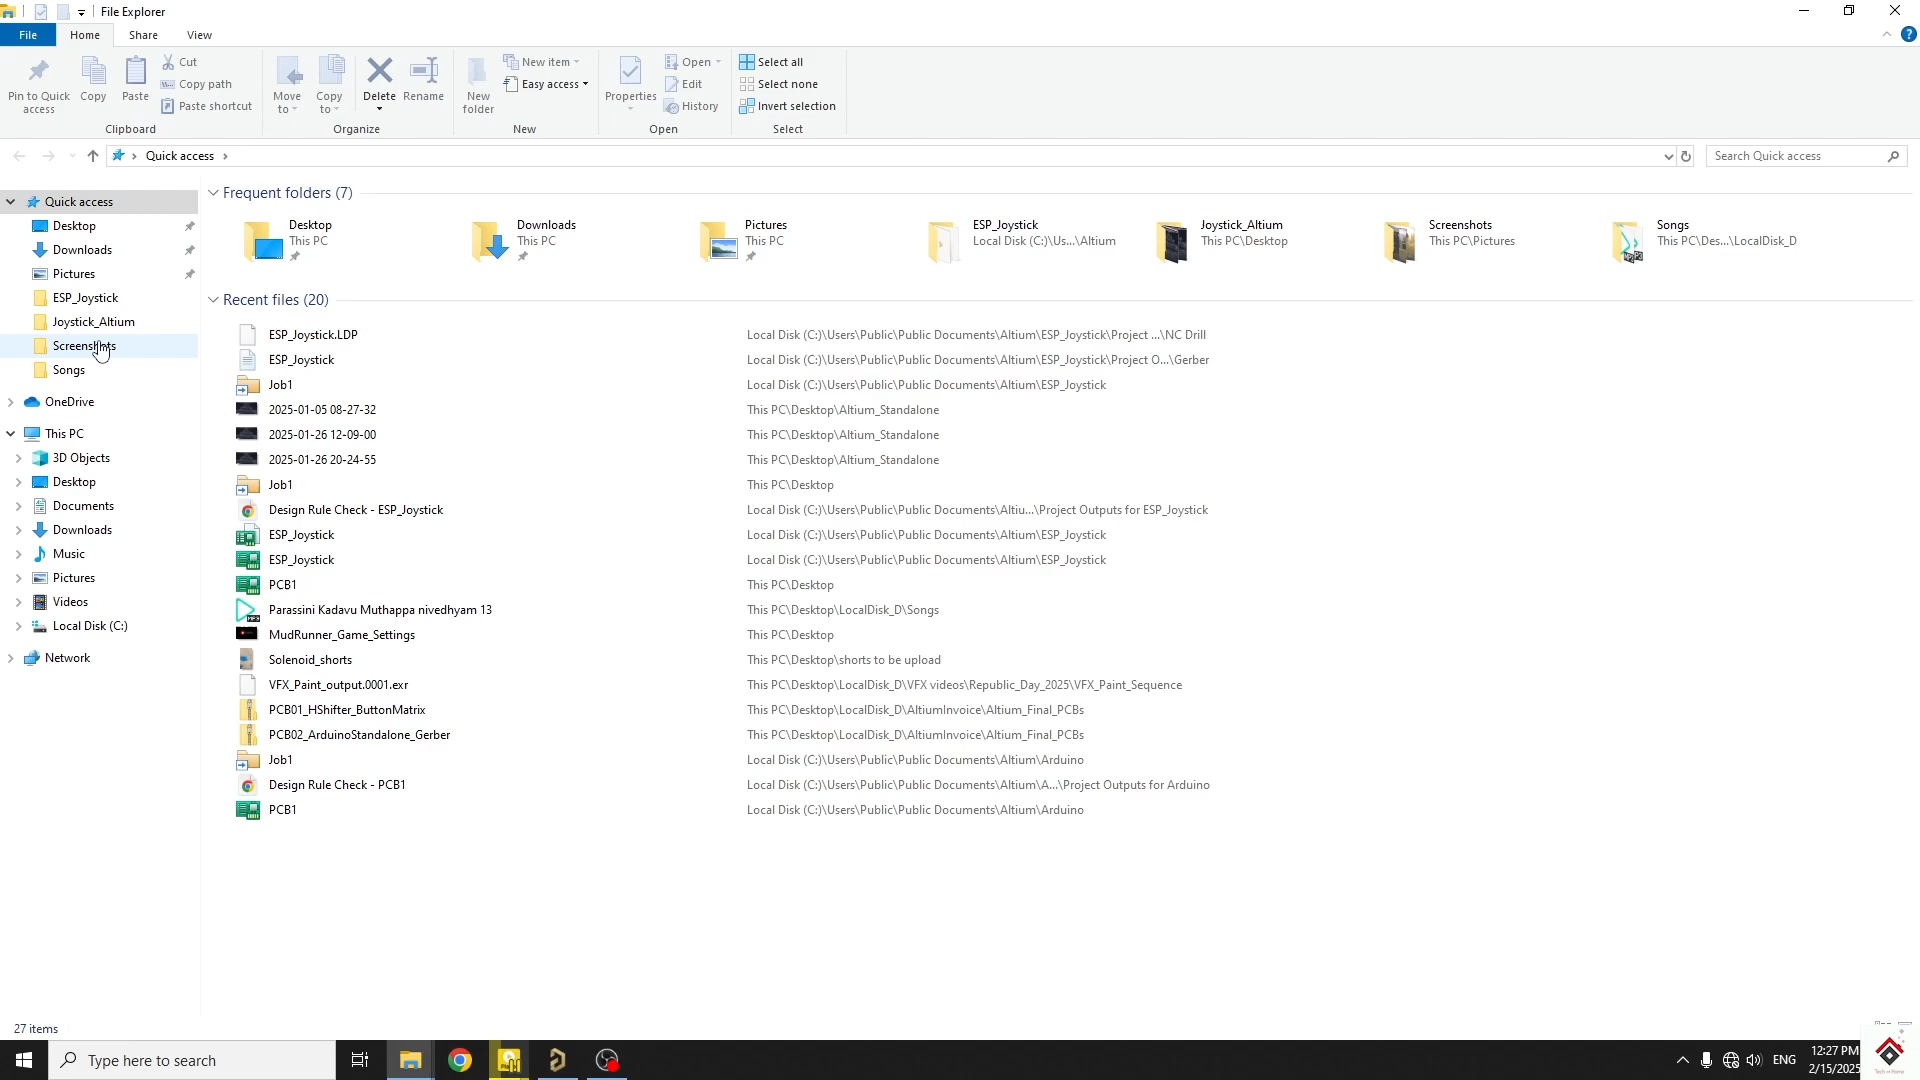 File Explorer
File Home Share View
Pin to Quick access
Copy
Paste
Cut
Copy path
Paste shortcut
Move to
Copy to
Delete
Rename
New folder
New item
Easy access
Properties
Open
Edit
History
Select all
Select none
Invert selection
Clipboard Organize New Open Select
Quick access
Search Quick access
Quick access
Desktop
Downloads
Pictures
ESP_Joystick
Joystick_Altium
Screenshots
Songs
OneDrive
This PC
3D Objects
Desktop
Documents
Downloads
Music
Pictures
Videos
Local Disk (C:)
Network
Frequent folders (7)
Desktop
This PC
Downloads
This PC
Pictures
This PC
ESP_Joystick
Local Disk (C:)\Us...\Altium
Joystick_Altium
This PC\Desktop
Screenshots
This PC\Pictures
Songs
This PC\Des...\LocalDisk_D
Recent files (20)
ESP_Joystick.LDP Local Disk (C:)\Users\Public\Public Documents\Altium\ESP_Joystick\Project ...\NC Drill
ESP_Joystick Local Disk (C:)\Users\Public\Public Documents\Altium\ESP_Joystick\Project O...\Gerber
Job1 Local Disk (C:)\Users\Public\Public Documents\Altium\ESP_Joystick
2025-01-05 08-27-32 This PC\Desktop\Altium_Standalone
2025-01-26 12-09-00 This PC\Desktop\Altium_Standalone
2025-01-26 20-24-55 This PC\Desktop\Altium_Standalone
Job1 This PC\Desktop
Design Rule Check - ESP_Joystick Local Disk (C:)\Users\Public\Public Documents\Altiu...\Project Outputs for ESP_Joystick
ESP_Joystick Local Disk (C:)\Users\Public\Public Documents\Altium\ESP_Joystick
ESP_Joystick Local Disk (C:)\Users\Public\Public Documents\Altium\ESP_Joystick
PCB1 This PC\Desktop
Parassini Kadavu Muthappa nivedhyam 13 This PC\Desktop\LocalDisk_D\Songs
MudRunner_Game_Settings This PC\Desktop
Solenoid_shorts This PC\Desktop\shorts to be upload
VFX_Paint_output.0001.exr This PC\Desktop\LocalDisk_D\VFX videos\Republic_Day_2025\VFX_Paint_Sequence
PCB01_HShifter_ButtonMatrix This PC\Desktop\LocalDisk_D\AltiumInvoice\Altium_Final_PCBs
PCB02_ArduinoStandalone_Gerber This PC\Desktop\LocalDisk_D\AltiumInvoice\Altium_Final_PCBs
Job1 Local Disk (C:)\Users\Public\Public Documents\Altium\Arduino
Design Rule Check - PCB1 Local Disk (C:)\Users\Public\Public Documents\Altium\A...\Project Outputs for Arduino
PCB1 Local Disk (C:)\Users\Public\Public Documents\Altium\Arduino
27 items
Type here to search
ENG
12:27 PM
2/15/2025